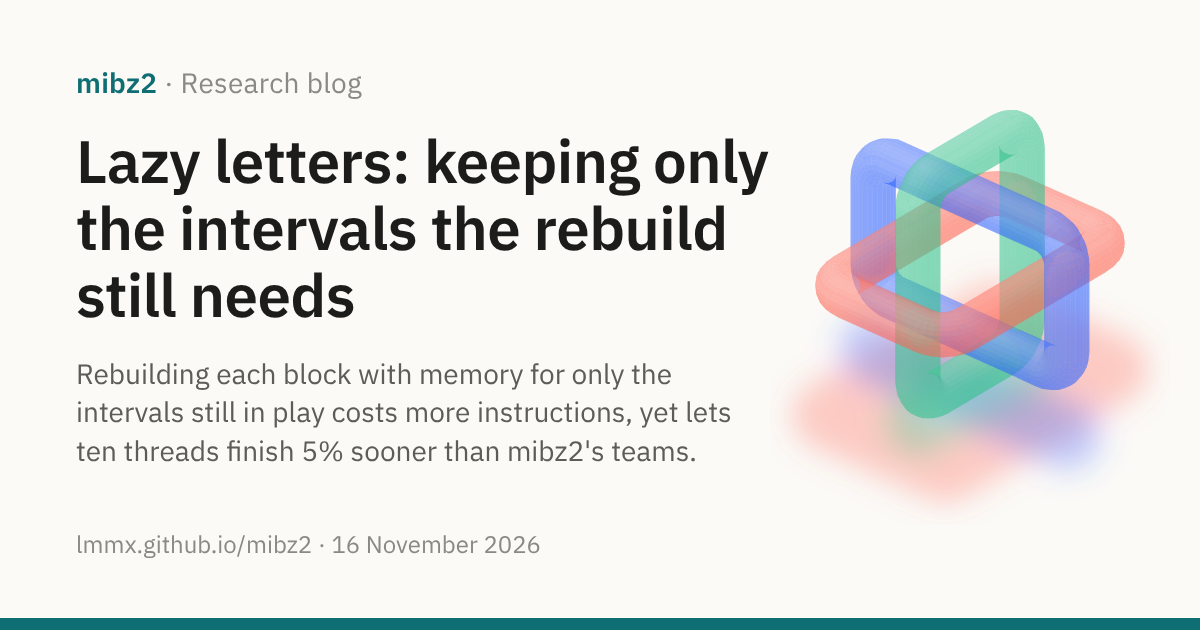 mibz2 · Research blog
Lazy letters: keeping only
the intervals the rebuild
still needs
Rebuilding each block with memory for only the
intervals still in play costs more instructions, yet lets
ten threads finish 5% sooner than mibz2's teams.
lmmx.github.io/mibz2 · 16 November 2026